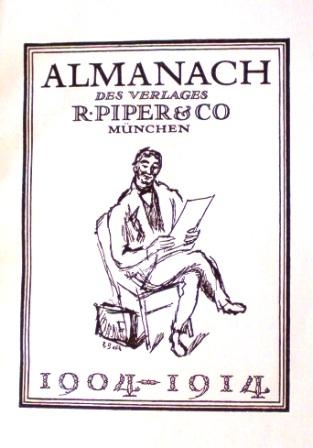 ALMANACH
DES VERLAGES
R·PIPER & CO
MÜNCHEN
1904–1914